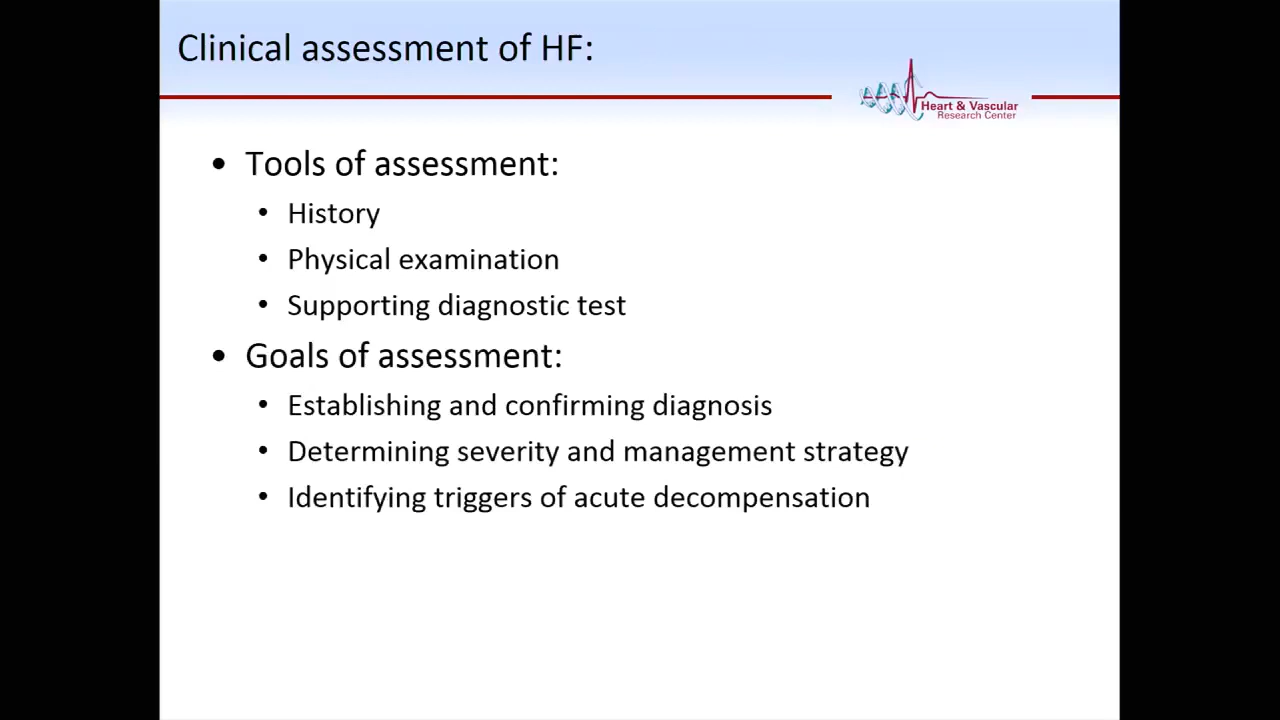 Clinical assessment of HF:
Heart & Vascular
Research Center
• Tools of assessment:
• History
• Physical examination
• Supporting diagnostic test
• Goals of assessment:
• Establishing and confirming diagnosis
• Determining severity and management strategy
• Identifying triggers of acute decompensation